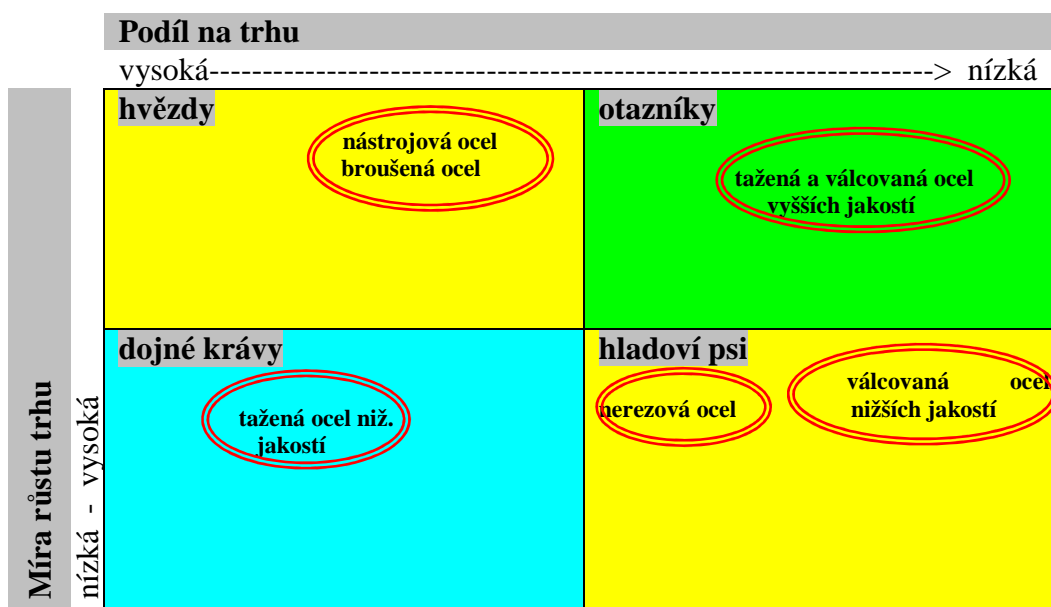 Podíl na trhu
vysoká--------------------------------------------------------------------> nízká
hvězdy
nástrojová ocel
broušená ocel
otazníky
tažená a válcovaná ocel
vyšších jakostí
dojné krávy
tažená ocel niž.
jakostí
hladoví psi
nerezová ocel
válcovaná ocel
nižších jakostí
Míra růstu trhu
nízká - vysoká